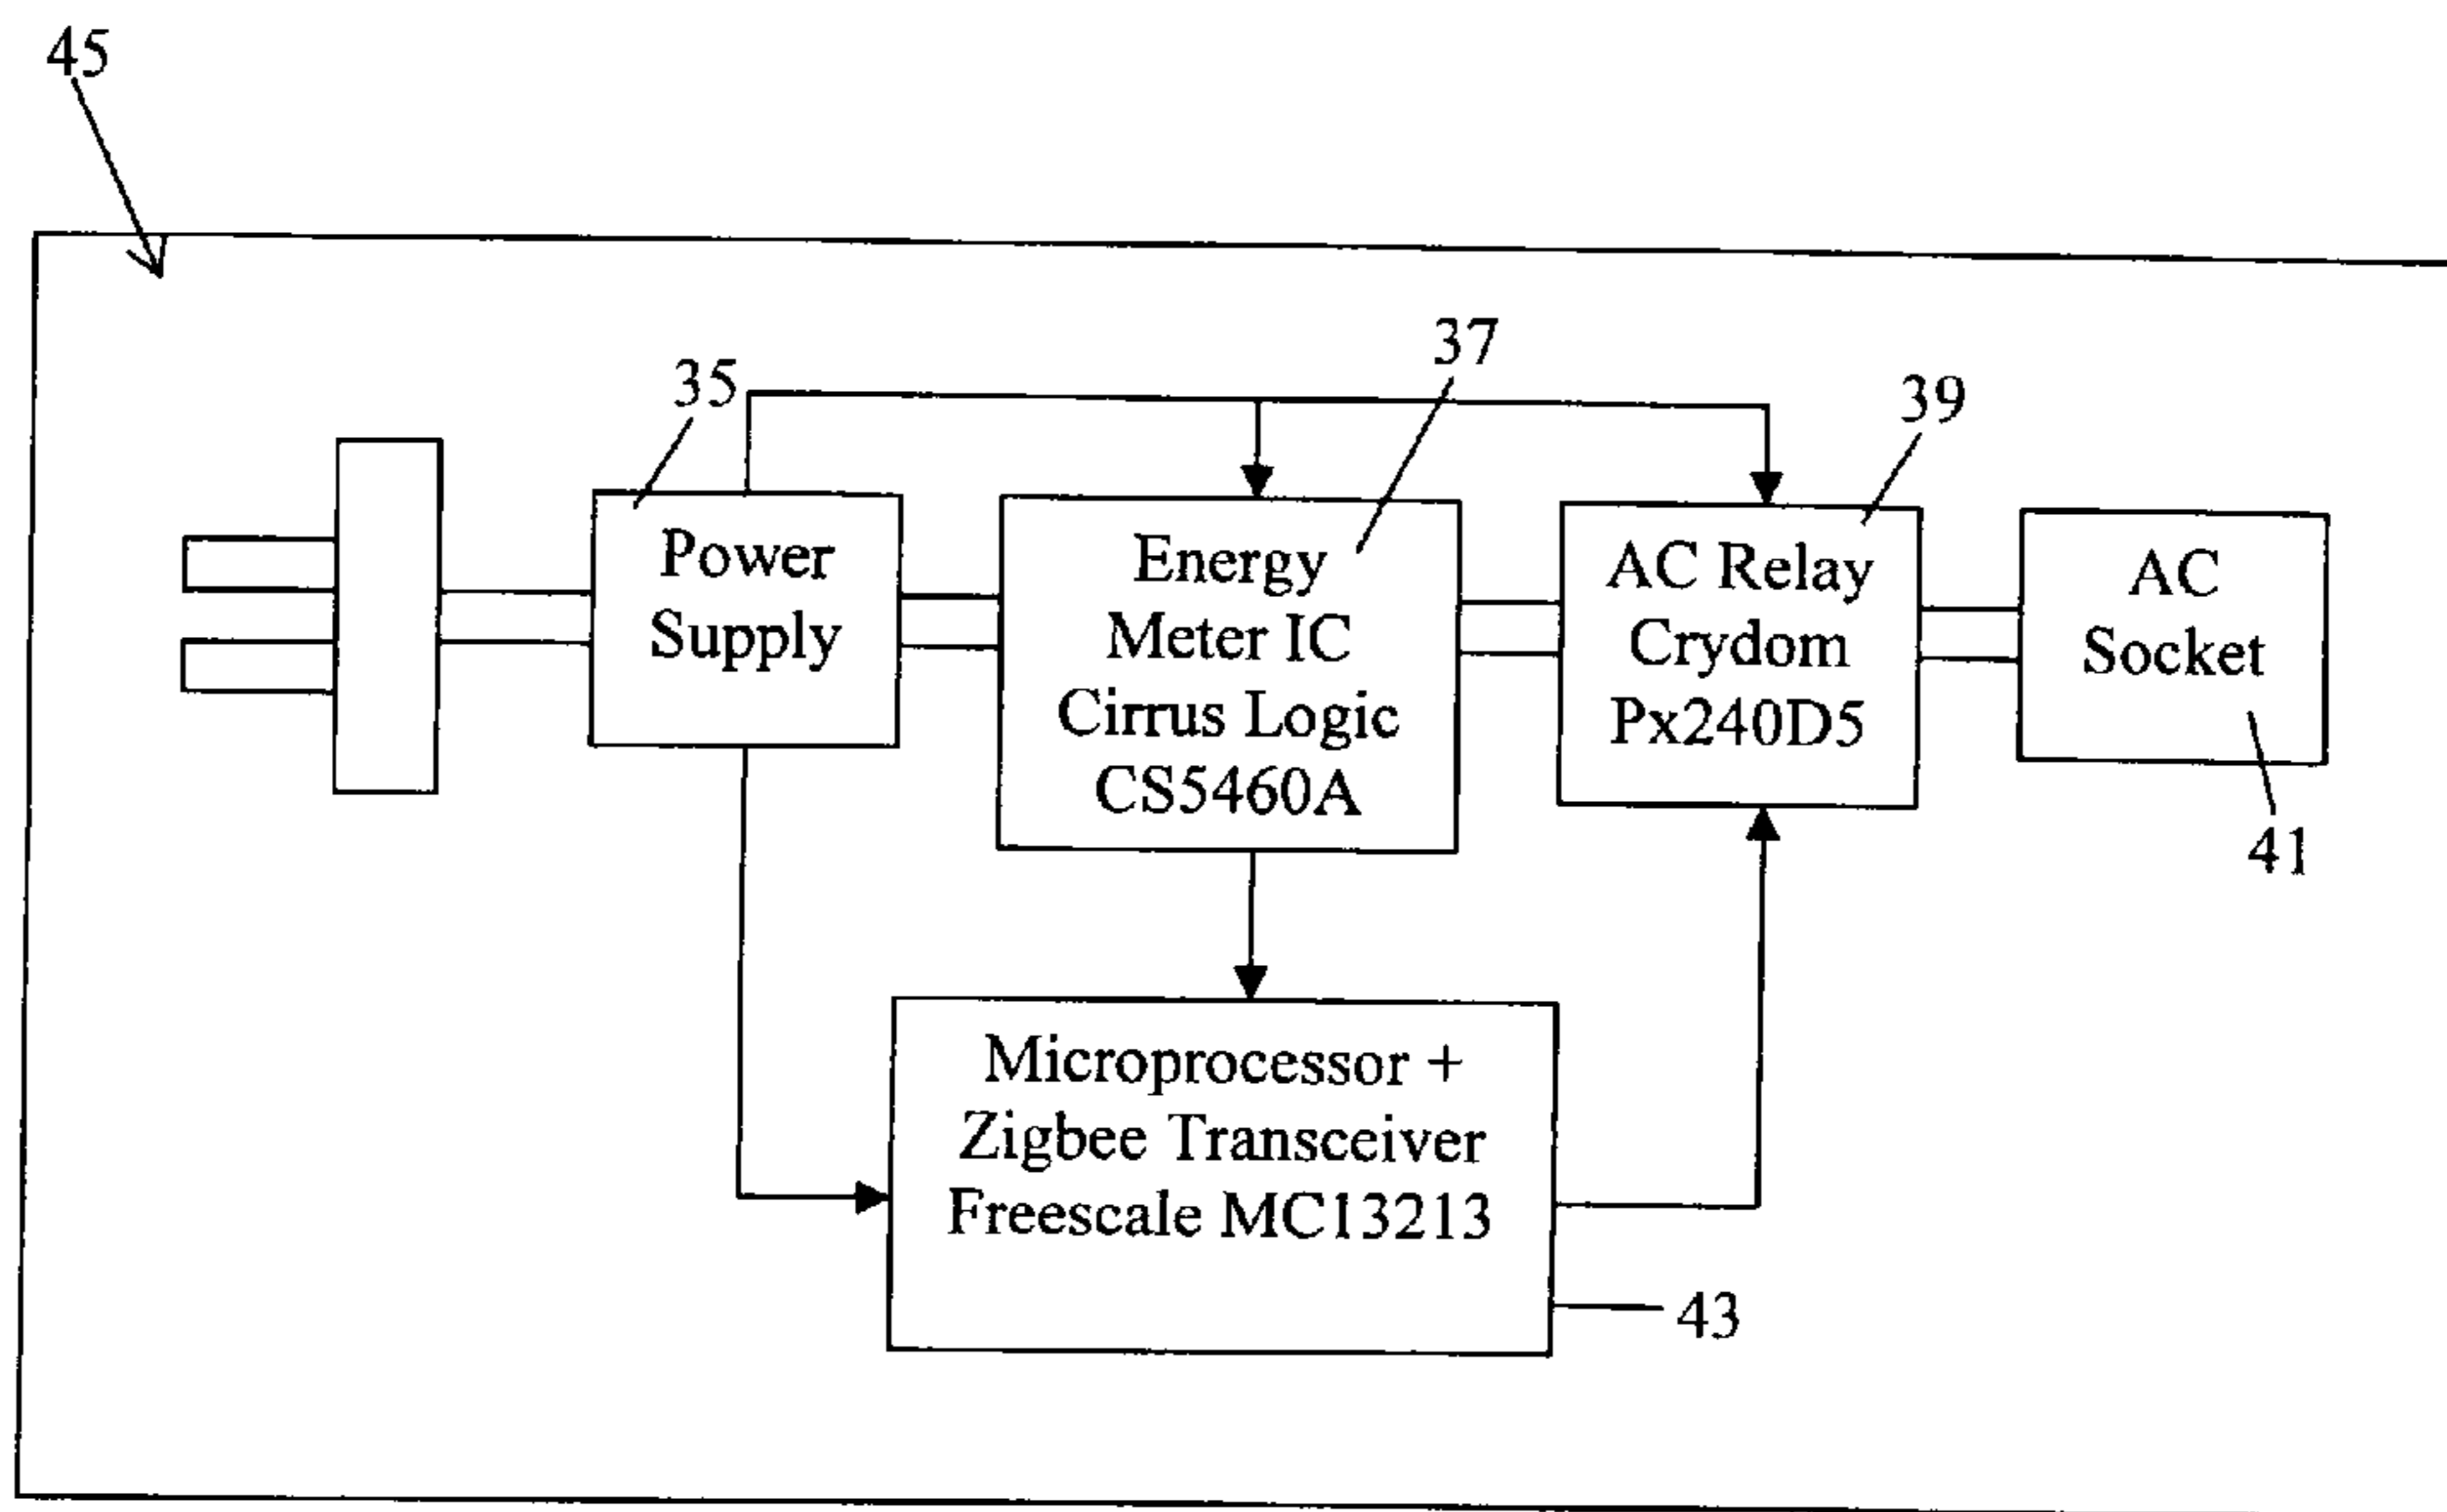 45
35
37
39
Power
Supply
Energy
Meter IC
Cirrus Logic
CS5460A
AC Relay
Crydom
Px240D5
AC
Socket
41
Microprocessor +
Zigbee Transceiver
Freescale MC13213
43